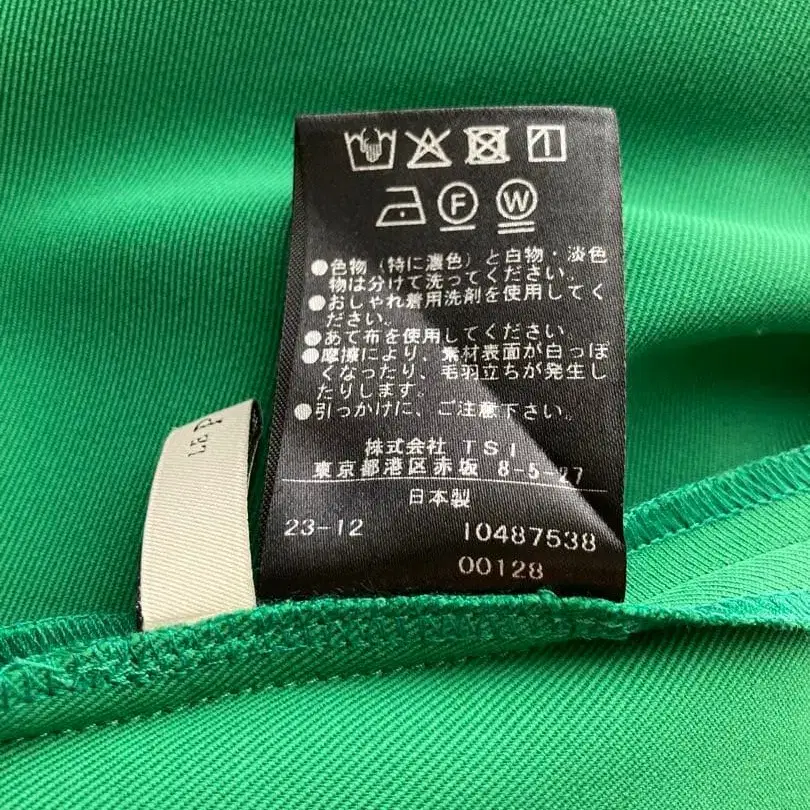 F W
●色物(特に濃色)と白物・淡色
物は分けて洗ってください。
●おしゃれ着用洗剤を使用してく
ださい。
●あて布を使用してください。
●摩擦により、素材表面が白っぽ
くなったり、毛羽立ちが発生し
たりします。
●引っかけに、ご注意下さい。
株式会社 TSI
東京都港区赤坂 8-5-27
日本製
23-12 10487538
00128